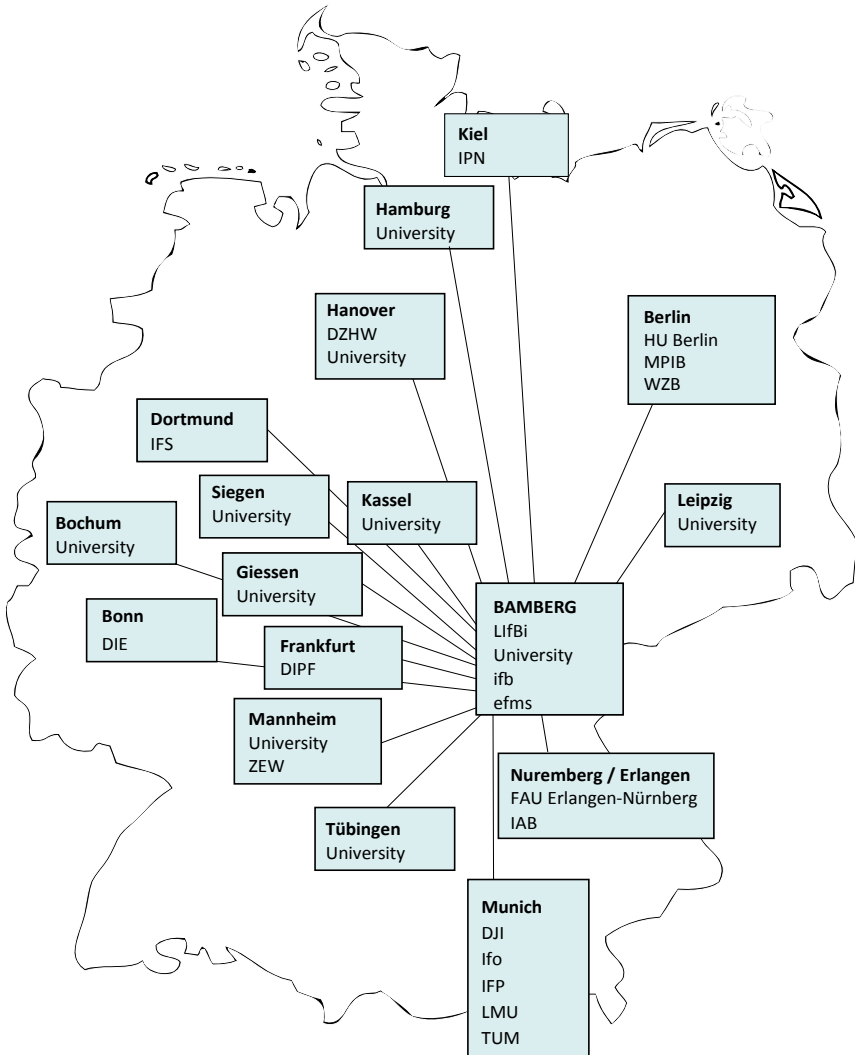 Kiel
IPN
Hamburg
University
Hanover
DZHW
University
Berlin
HU Berlin
MPIB
WZB
Dortmund
IFS
Siegen
University
Kassel
University
Leipzig
University
Bochum
University
Giessen
University
BAMBERG
LIfBi
University
ifb
efms
Bonn
DIE
Frankfurt
DIPF
Mannheim
University
ZEW
Nuremberg / Erlangen
FAU Erlangen-Nürnberg
IAB
Tübingen
University
Munich
DJI
Ifo
IFP
LMU
TUM